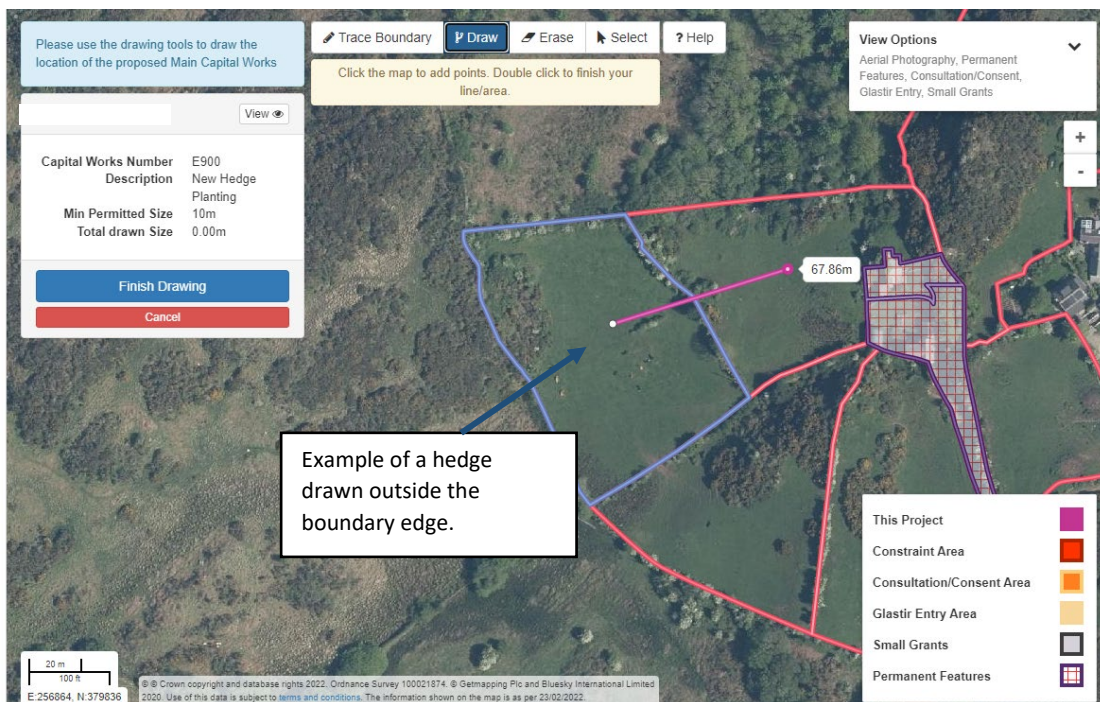 Please use the drawing tools to draw the
location of the proposed Main Capital Works
View
Capital Works Number E900
Description New Hedge
Planting
Min Permitted Size 10m
Total drawn Size 0.00m
Finish Drawing
Cancel
Trace Boundary Draw Erase Select ? Help
Click the map to add points. Double click to finish your
line/area.
View Options
Aerial Photography, Permanent
Features, Consultation/Consent,
Glastir Entry, Small Grants
+
-
67.86m
Example of a hedge
drawn outside the
boundary edge.
This Project
Constraint Area
Consultation/Consent Area
Glastir Entry Area
Small Grants
Permanent Features
20 m
100 ft
E:256864, N:379836
© © Crown copyright and database rights 2022. Ordnance Survey 100021874. © Getmapping Plc and Bluesky International Limited
2020. Use of this data is subject to terms and conditions. The information shown on the map is as per 23/02/2022.